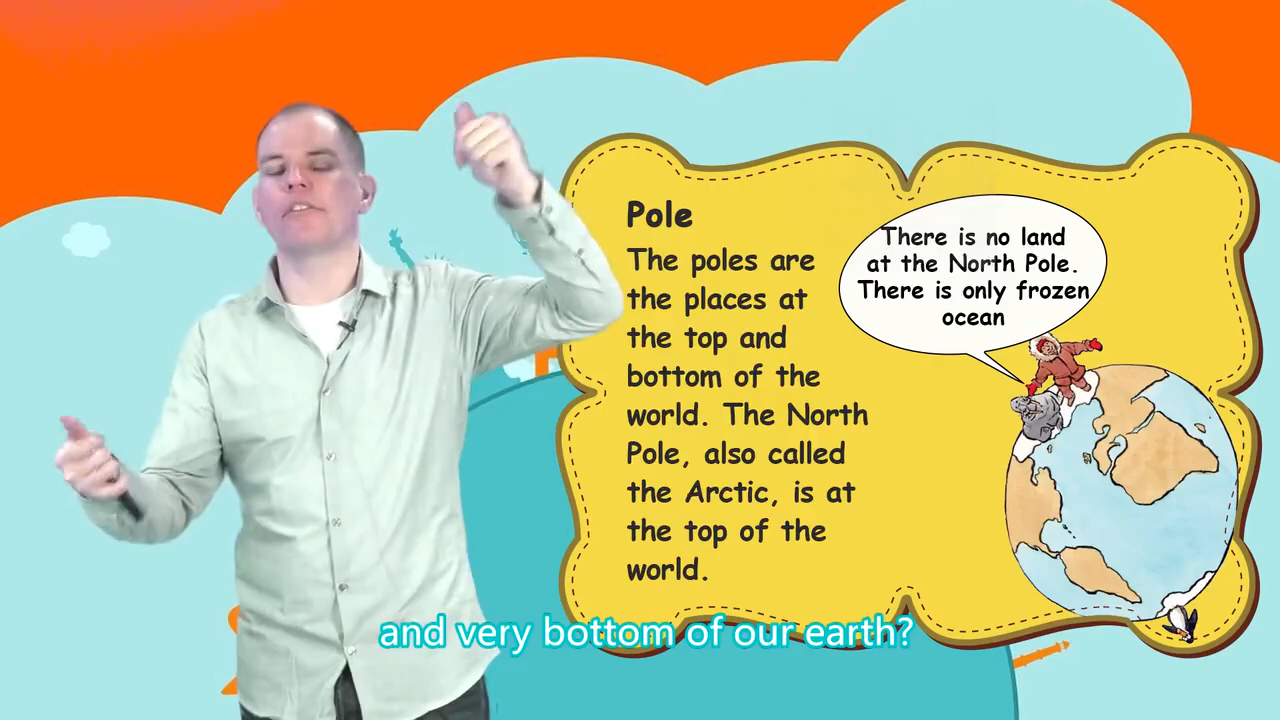 Pole
The poles are
the places at
the top and
bottom of the
world. The North
Pole, also called
the Arctic, is at
the top of the
world.
There is no land
at the North Pole.
There is only frozen
ocean
and very bottom of our earth?